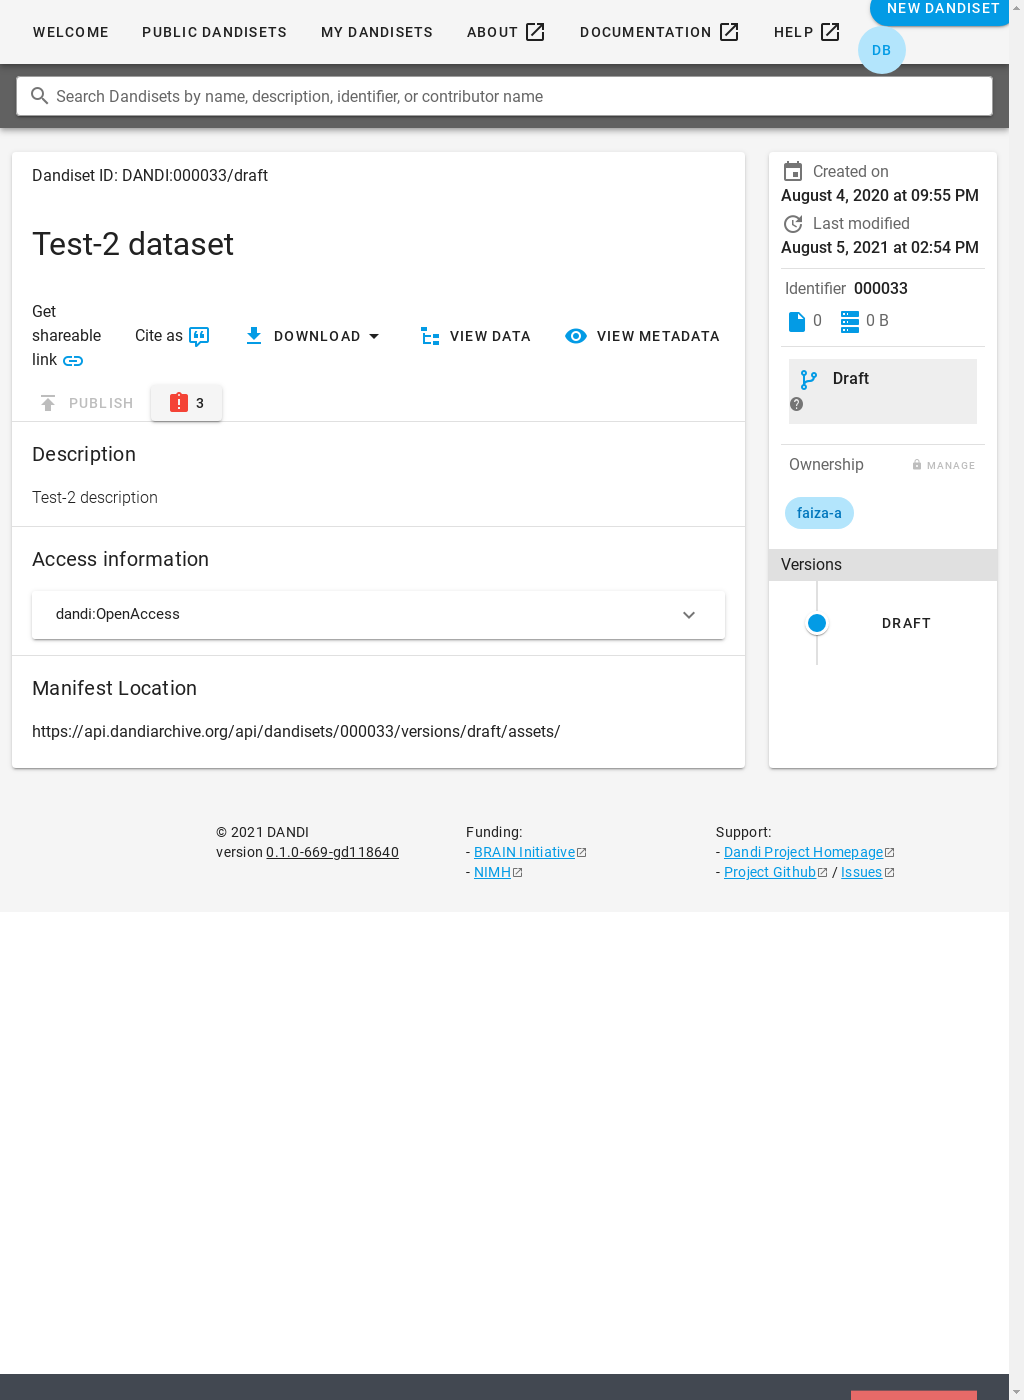 WELCOME PUBLIC DANDISETS MY DANDISETS ABOUT DOCUMENTATION HELP NEW DANDISET
DB
Search Dandisets by name, description, identifier, or contributor name
Dandiset ID: DANDI:000033/draft
Test-2 dataset
Get
shareable
link
Cite as
DOWNLOAD
VIEW DATA
VIEW METADATA
PUBLISH
3
Description
Test-2 description
Access information
dandi:OpenAccess
Manifest Location
https://api.dandiarchive.org/api/dandisets/000033/versions/draft/assets/
Created on
August 4, 2020 at 09:55 PM
Last modified
August 5, 2021 at 02:54 PM
Identifier 000033
0 0 B
Draft
Ownership MANAGE
faiza-a
Versions
DRAFT
© 2021 DANDI
version 0.1.0-669-gd118640
Funding:
- BRAIN Initiative
- NIMH
Support:
- Dandi Project Homepage
- Project Github / Issues